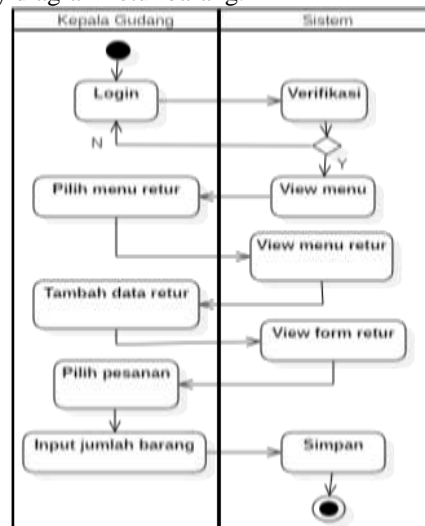 Kepala Gudang
Sistem
Login
Verifikasi
N
Y
View menu
Pilih menu retur
View menu retur
Tambah data retur
View form retur
Pilih pesanan
Input jumlah barang
Simpan